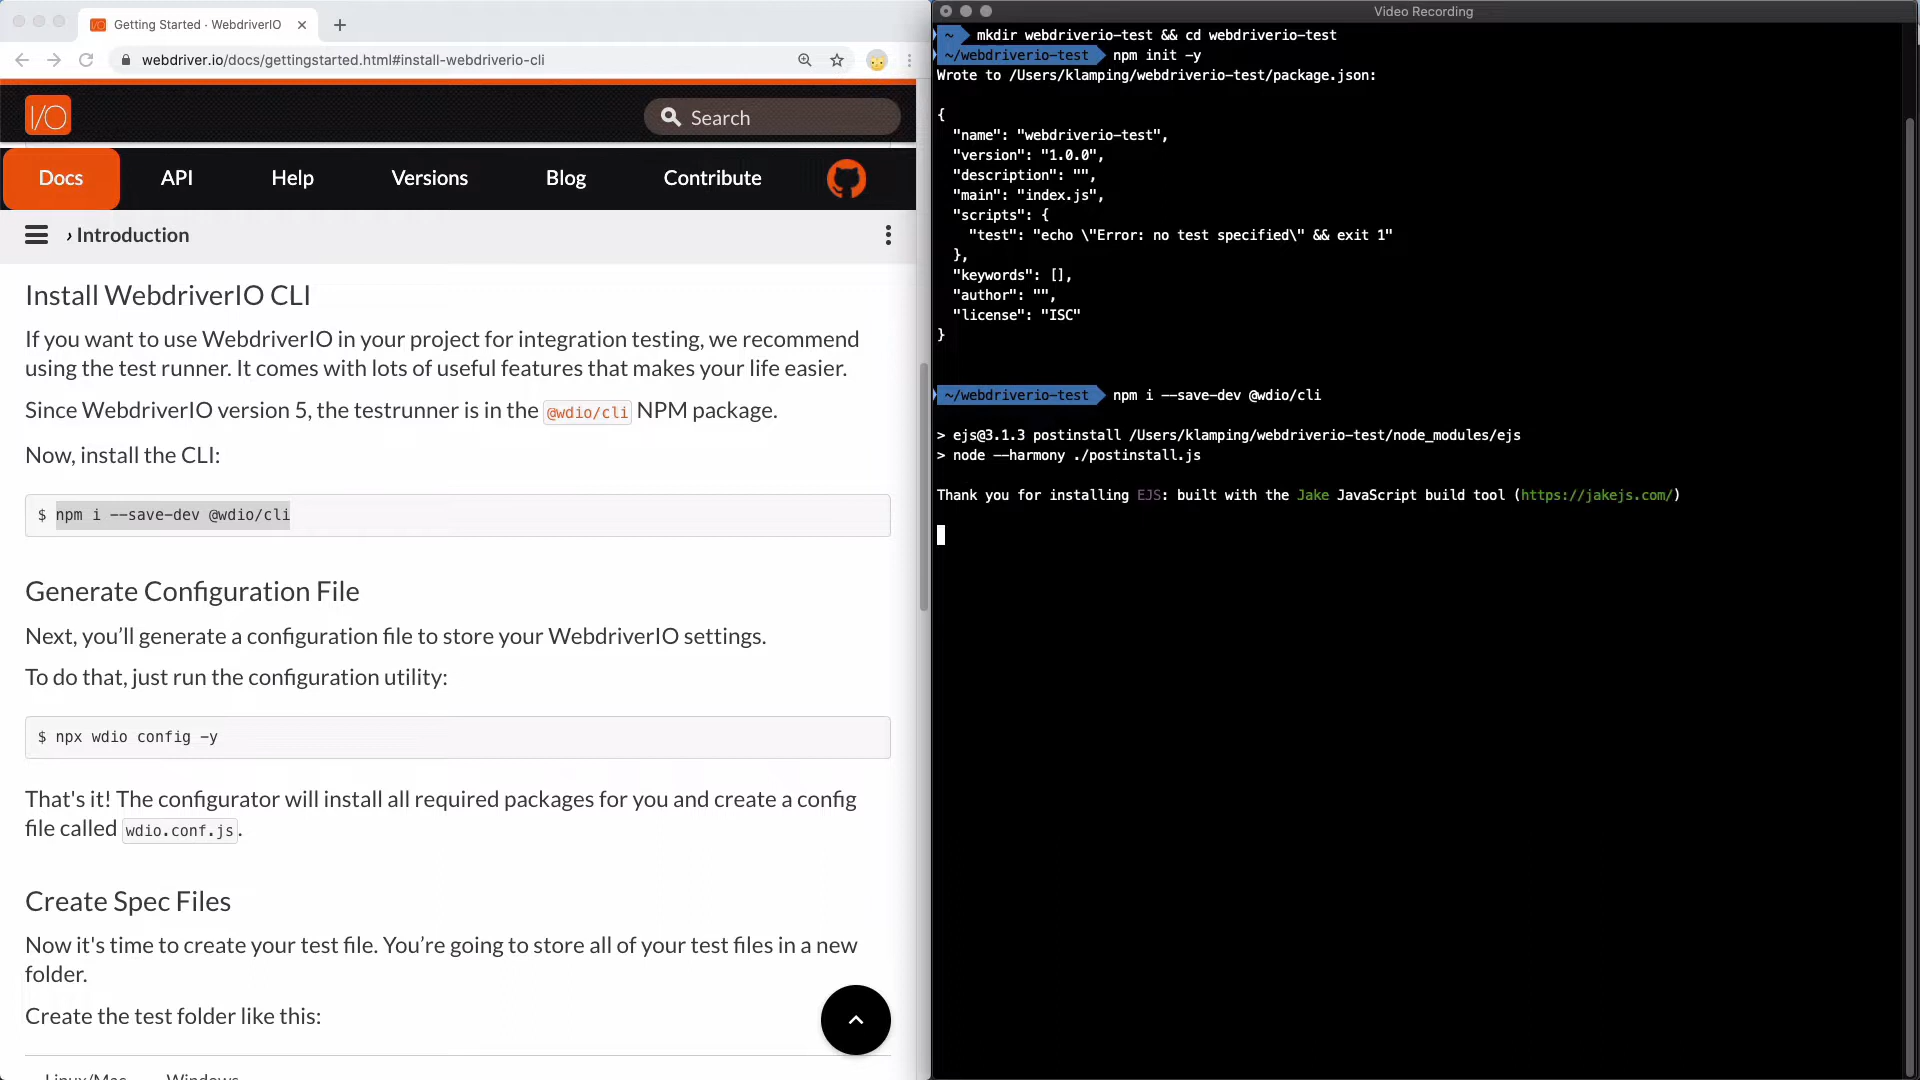 Getting Started · WebdriverIO
webdriver.io/docs/gettingstarted.html#install-webdriverio-cli
I/O
Search
Docs
API
Help
Versions
Blog
Contribute
› Introduction
Install WebdriverIO CLI
If you want to use WebdriverIO in your project for integration testing, we recommend
using the test runner. It comes with lots of useful features that makes your life easier.
Since WebdriverIO version 5, the testrunner is in the @wdio/cli NPM package.
Now, install the CLI:
$ npm i --save-dev @wdio/cli
Generate Configuration File
Next, you’ll generate a configuration file to store your WebdriverIO settings.
To do that, just run the configuration utility:
$ npx wdio config -y
That's it! The configurator will install all required packages for you and create a config
file called wdio.conf.js.
Create Spec Files
Now it's time to create your test file. You’re going to store all of your test files in a new
folder.
Create the test folder like this:
Linux/Mac Windows
Video Recording
~ mkdir webdriverio-test && cd webdriverio-test
~/webdriverio-test npm init -y
Wrote to /Users/klamping/webdriverio-test/package.json:
{
"name": "webdriverio-test",
"version": "1.0.0",
"description": "",
"main": "index.js",
"scripts": {
"test": "echo \"Error: no test specified\" && exit 1"
},
"keywords": [],
"author": "",
"license": "ISC"
}
~/webdriverio-test npm i --save-dev @wdio/cli
> ejs@3.1.3 postinstall /Users/klamping/webdriverio-test/node_modules/ejs
> node --harmony ./postinstall.js
Thank you for installing EJS: built with the Jake JavaScript build tool (https://jakejs.com/)